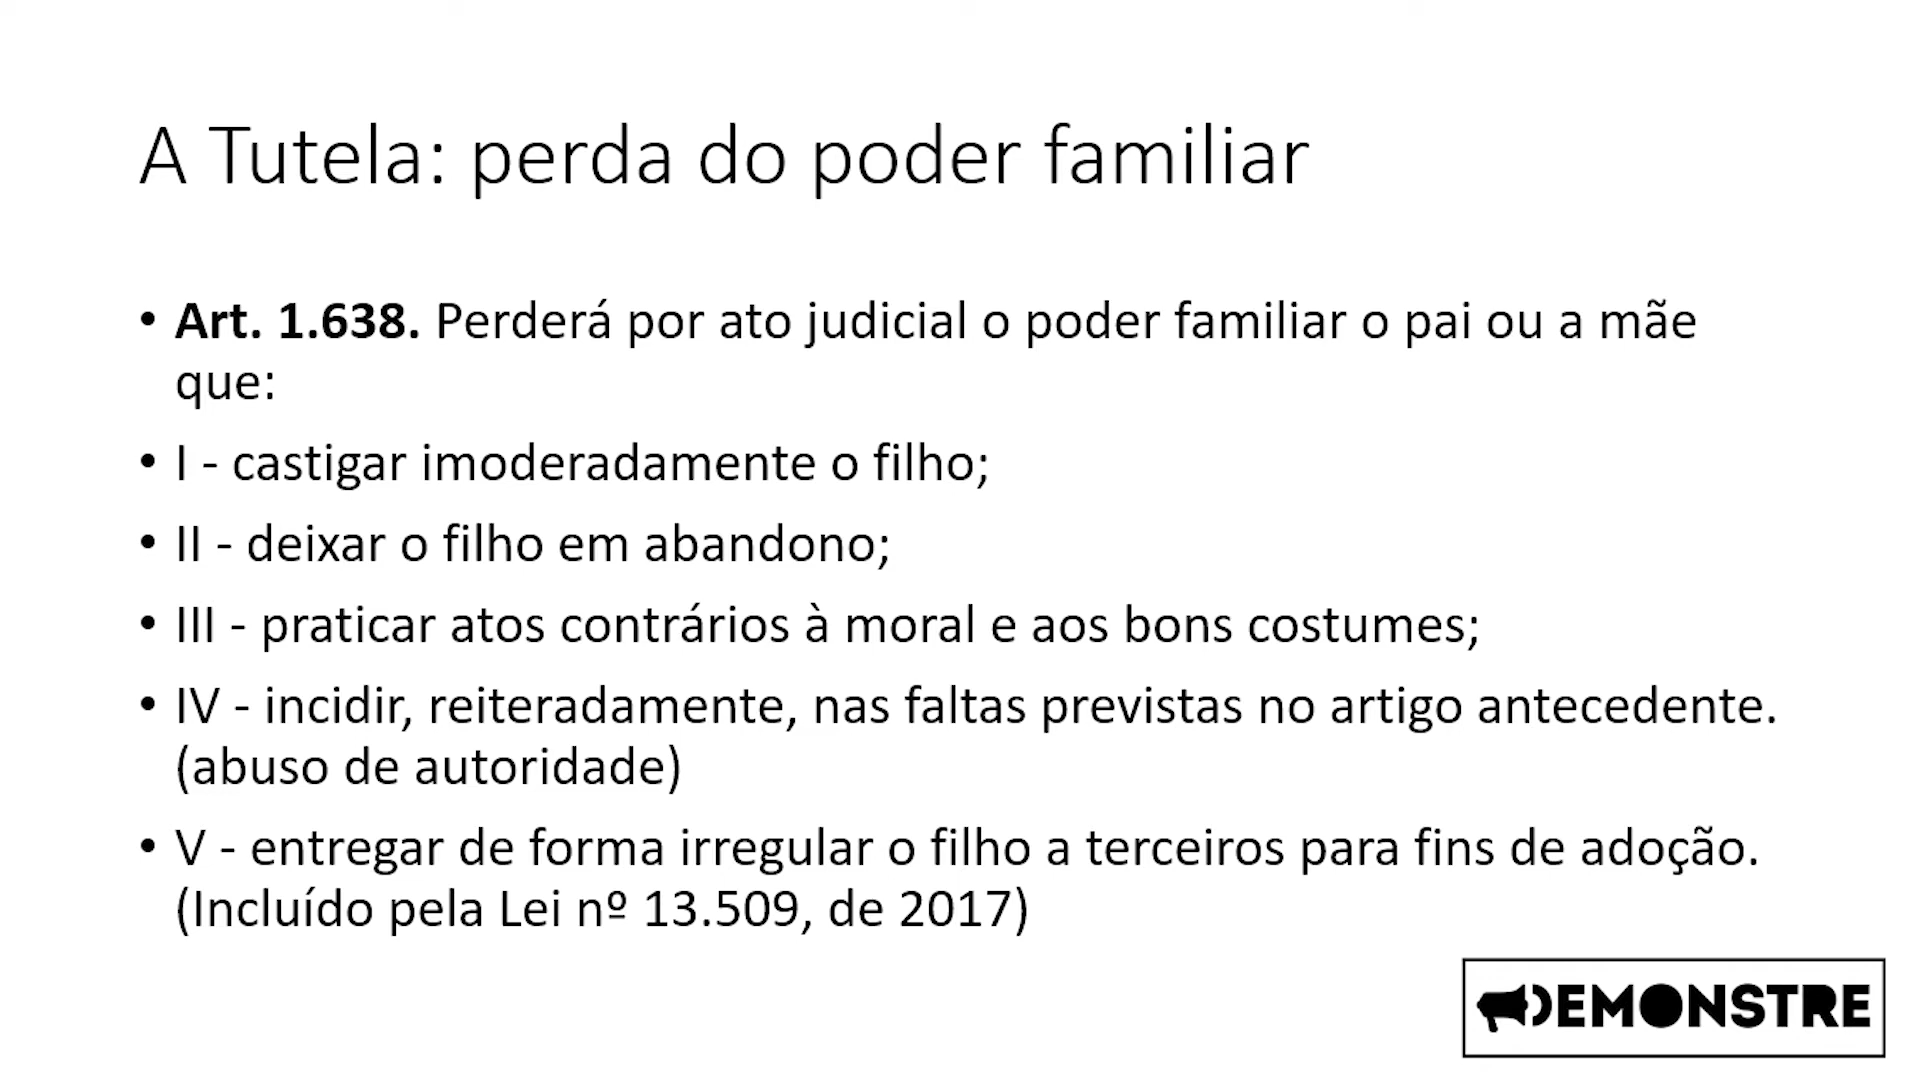 A Tutela: perda do poder familiar
• Art. 1.638. Perderá por ato judicial o poder familiar o pai ou a mãe
que:
• I - castigar imoderadamente o filho;
• II - deixar o filho em abandono;
• III - praticar atos contrários à moral e aos bons costumes;
• IV - incidir, reiteradamente, nas faltas previstas no artigo antecedente.
(abuso de autoridade)
• V - entregar de forma irregular o filho a terceiros para fins de adoção.
(Incluído pela Lei nº 13.509, de 2017)
DEMONSTRE